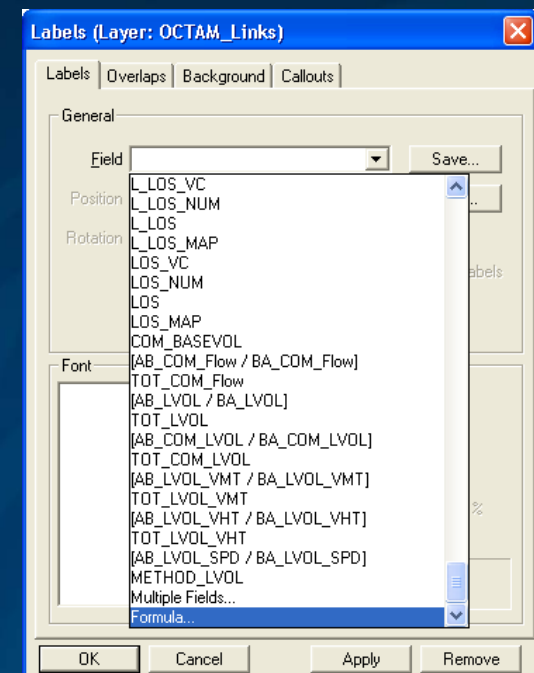 Labels (Layer: OCTAM_Links)
Labels Overlaps Background Callouts
General
Field Save...
L_LOS_VC
Position L_LOS_NUM ..
L_LOS
Rotation L_LOS_MAP
LOS_VC abels
LOS_NUM
LOS
LOS_MAP
COM_BASEVOL
Font [AB_COM_Flow / BA_COM_Flow]
TOT_COM_Flow
[AB_LVOL / BA_LVOL]
TOT_LVOL
[AB_COM_LVOL / BA_COM_LVOL]
TOT_COM_LVOL
[AB_LVOL_VMT / BA_LVOL_VMT]
TOT_LVOL_VMT %
[AB_LVOL_VHT / BA_LVOL_VHT]
TOT_LVOL_VHT
[AB_LVOL_SPD / BA_LVOL_SPD]
METHOD_LVOL
Multiple Fields...
Formula...
OK Cancel Apply Remove